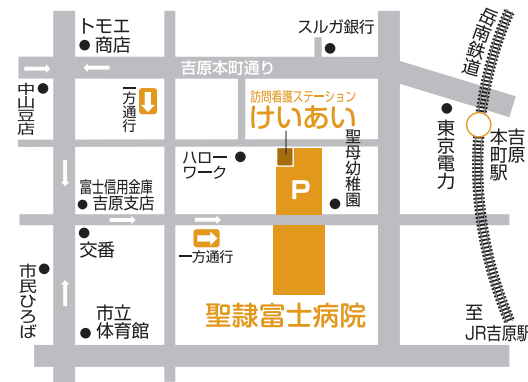 トモエ
商店
スルガ銀行
岳南鉄道
吉原本町通り
中山豆店
一方通行
訪問看護ステーション
けいあい
聖母幼稚園
東京電力
吉原
本町駅
ハロー
ワーク
P
富士信用金庫
吉原支店
交番
一方通行
市民ひろば
市立
体育館
聖隷富士病院
至
JR吉原駅